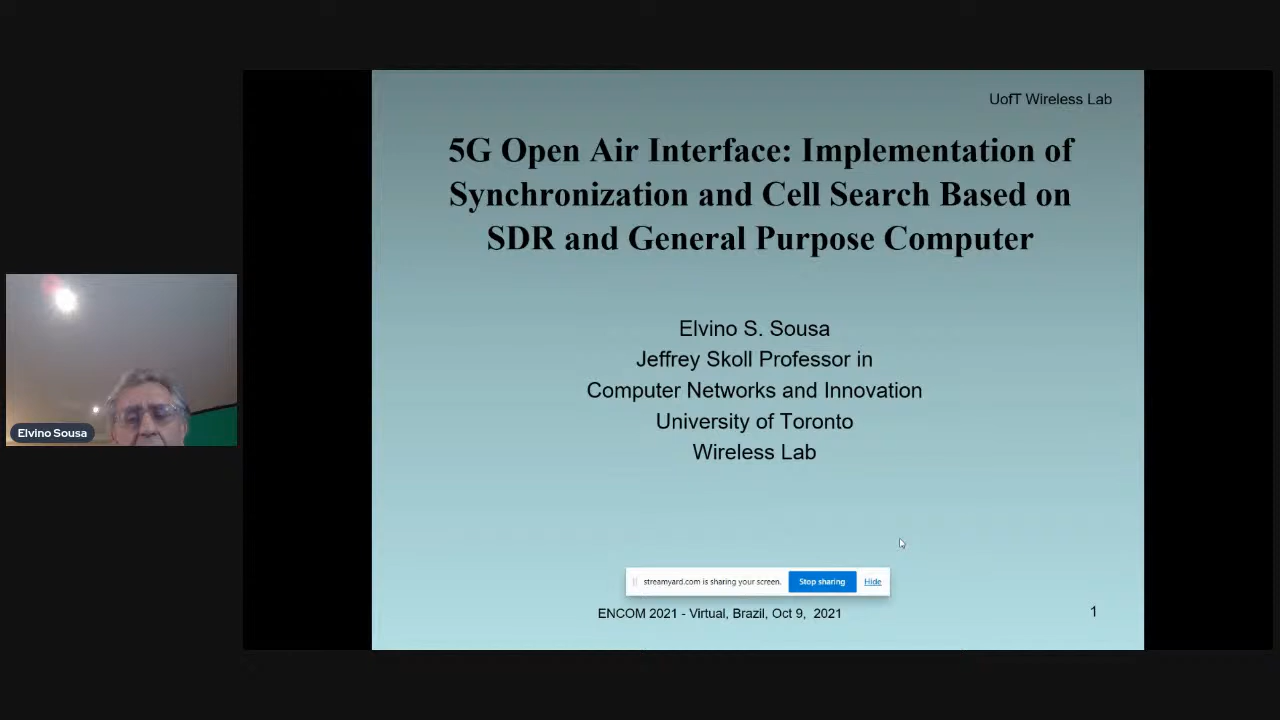 UofT Wireless Lab
5G Open Air Interface: Implementation of
Synchronization and Cell Search Based on
SDR and General Purpose Computer
Elvino S. Sousa
Jeffrey Skoll Professor in
Computer Networks and Innovation
University of Toronto
Wireless Lab
Elvino Sousa
streamyard.com is sharing your screen. Stop sharing Hide
ENCOM 2021 - Virtual, Brazil, Oct 9, 2021 1